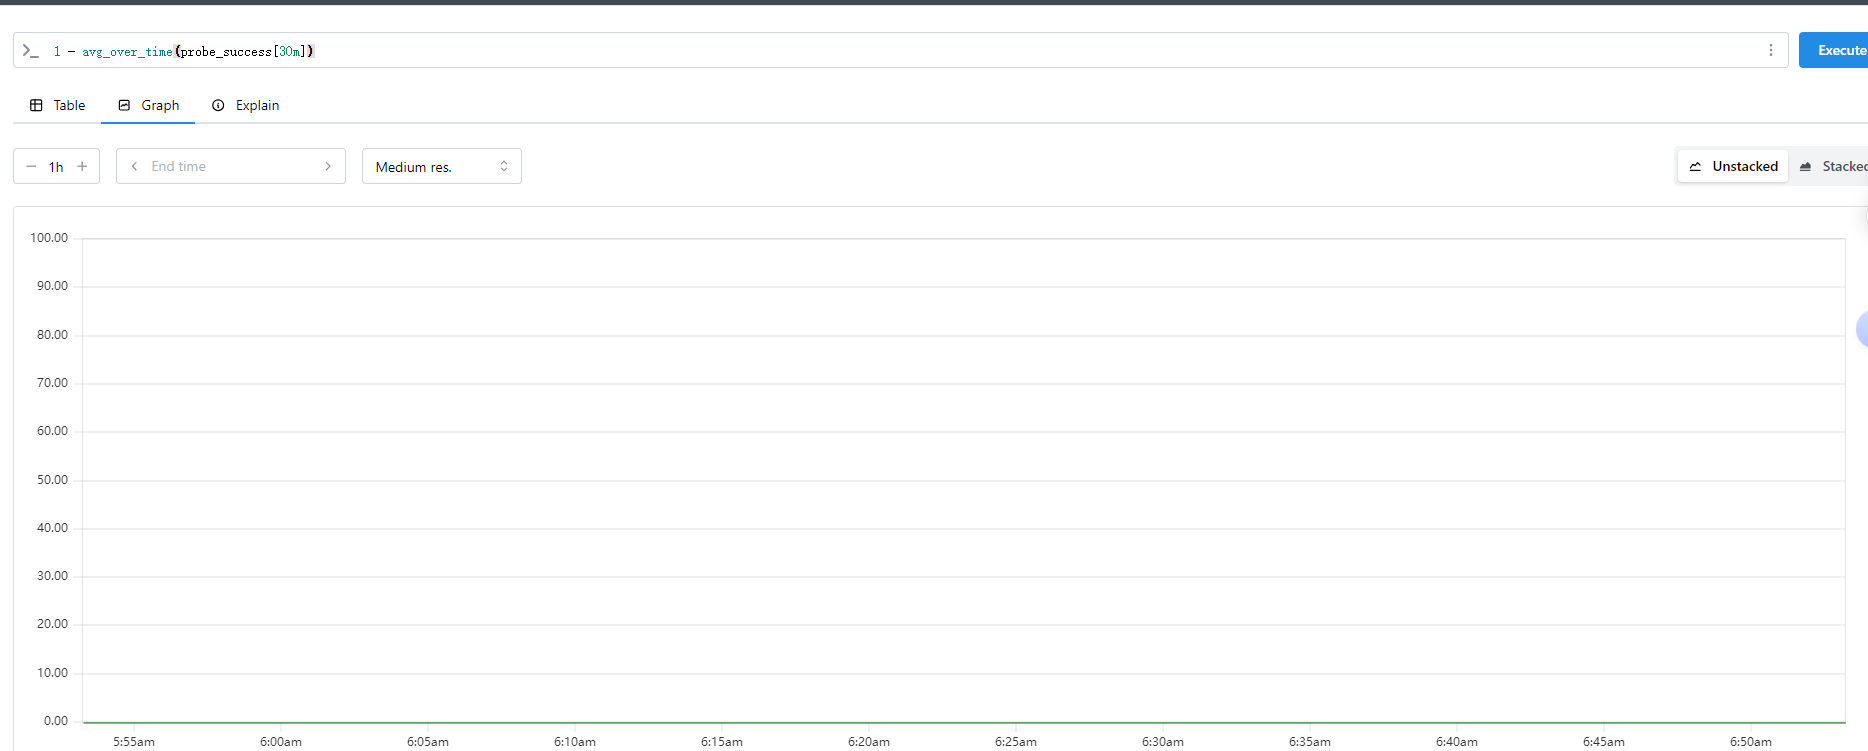 1 - avg_over_time(probe_success[30m])
Execute
Table Graph Explain
1h End time Medium res. Unstacked Stacked
100.00
90.00
80.00
70.00
60.00
50.00
40.00
30.00
20.00
10.00
0.00
5:55am 6:00am 6:05am 6:10am 6:15am 6:20am 6:25am 6:30am 6:35am 6:40am 6:45am 6:50am